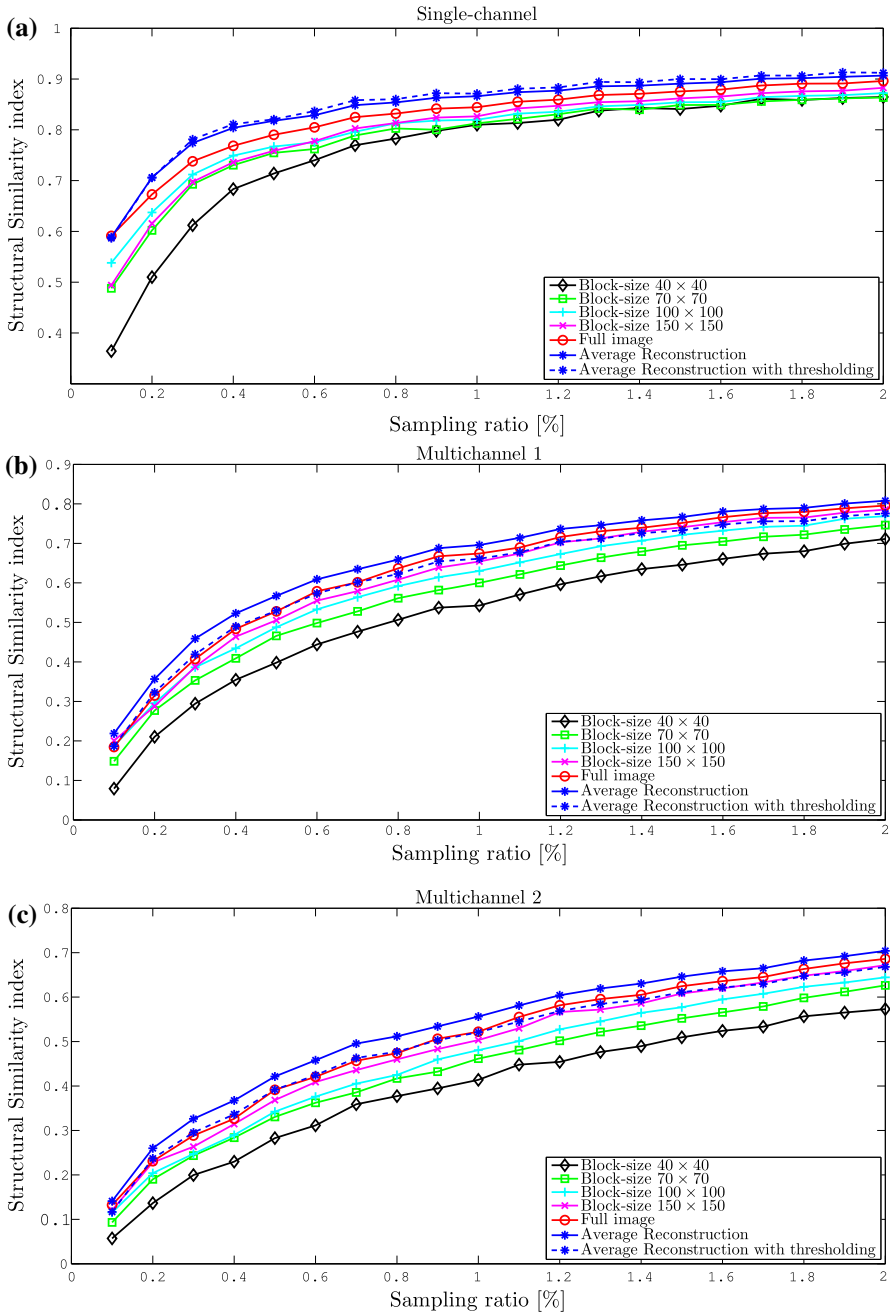 (a)
Single-channel
Structural Similarity index
1
0.9
0.8
0.7
0.6
0.5
0.4
Block-size 40 × 40
Block-size 70 × 70
Block-size 100 × 100
Block-size 150 × 150
Full image
Average Reconstruction
Average Reconstruction with thresholding
0 0.2 0.4 0.6 0.8 1 1.2 1.4 1.6 1.8 2
Sampling ratio [%]
(b)
Multichannel 1
Structural Similarity index
0.9
0.8
0.7
0.6
0.5
0.4
0.3
0.2
0.1
0
Block-size 40 × 40
Block-size 70 × 70
Block-size 100 × 100
Block-size 150 × 150
Full image
Average Reconstruction
Average Reconstruction with thresholding
0 0.2 0.4 0.6 0.8 1 1.2 1.4 1.6 1.8 2
Sampling ratio [%]
(c)
Multichannel 2
Structural Similarity index
0.8
0.7
0.6
0.5
0.4
0.3
0.2
0.1
0
Block-size 40 × 40
Block-size 70 × 70
Block-size 100 × 100
Block-size 150 × 150
Full image
Average Reconstruction
Average Reconstruction with thresholding
0 0.2 0.4 0.6 0.8 1 1.2 1.4 1.6 1.8 2
Sampling ratio [%]